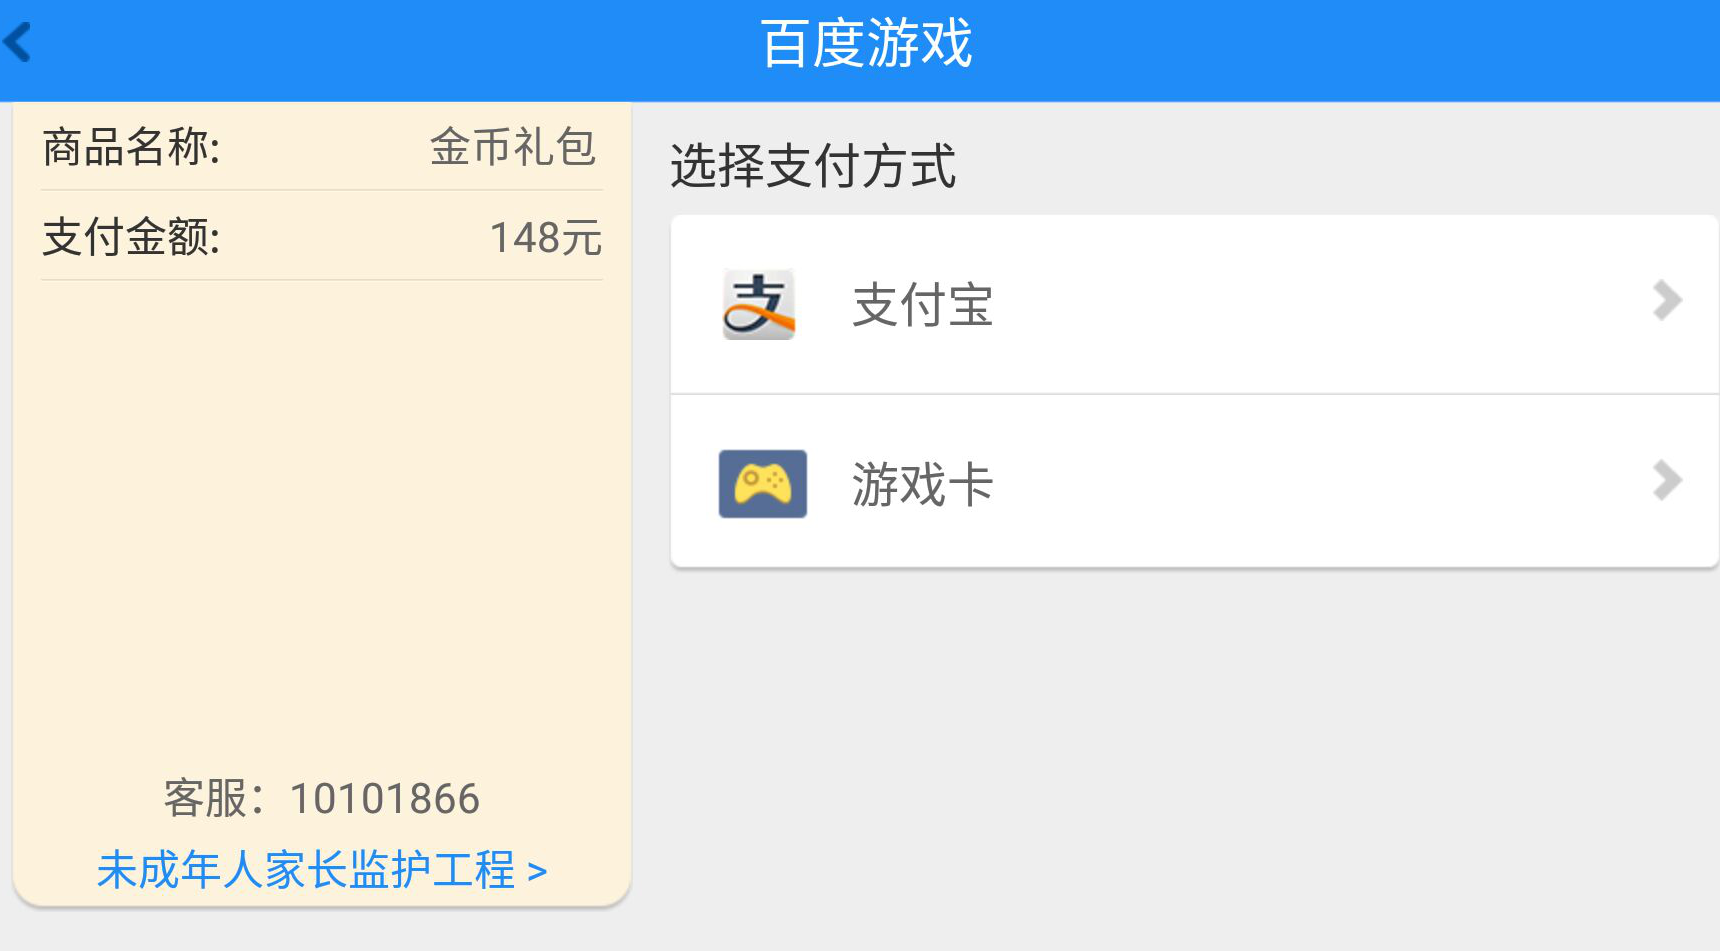 百度游戏
商品名称: 金币礼包
支付金额: 148元
客服：10101866
未成年人家长监护工程 >
选择支付方式
支付宝
游戏卡